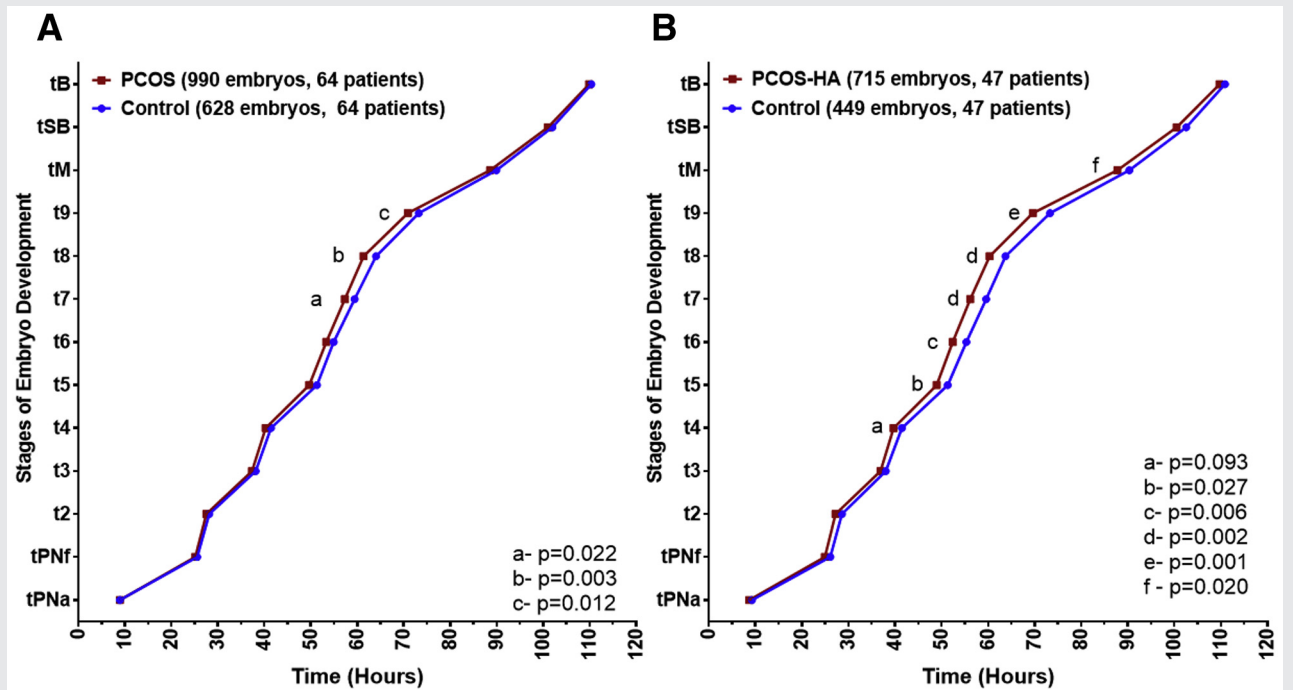 A
PCOS (990 embryos, 64 patients)
Control (628 embryos, 64 patients)
Stages of Embryo Development
tB
tSB
tM
t9
t8
t7
t6
t5
t4
t3
t2
tPNf
tPNa
c
b
a
a- p=0.022
b- p=0.003
c- p=0.012
0 10 20 30 40 50 60 70 80 90 100 110 120
Time (Hours)
B
PCOS-HA (715 embryos, 47 patients)
Control (449 embryos, 47 patients)
Stages of Embryo Development
tB
tSB
tM
t9
t8
t7
t6
t5
t4
t3
t2
tPNf
tPNa
f
e
d
d
c
b
a
a- p=0.093
b- p=0.027
c- p=0.006
d- p=0.002
e- p=0.001
f - p=0.020
0 10 20 30 40 50 60 70 80 90 100 110 120
Time (Hours)